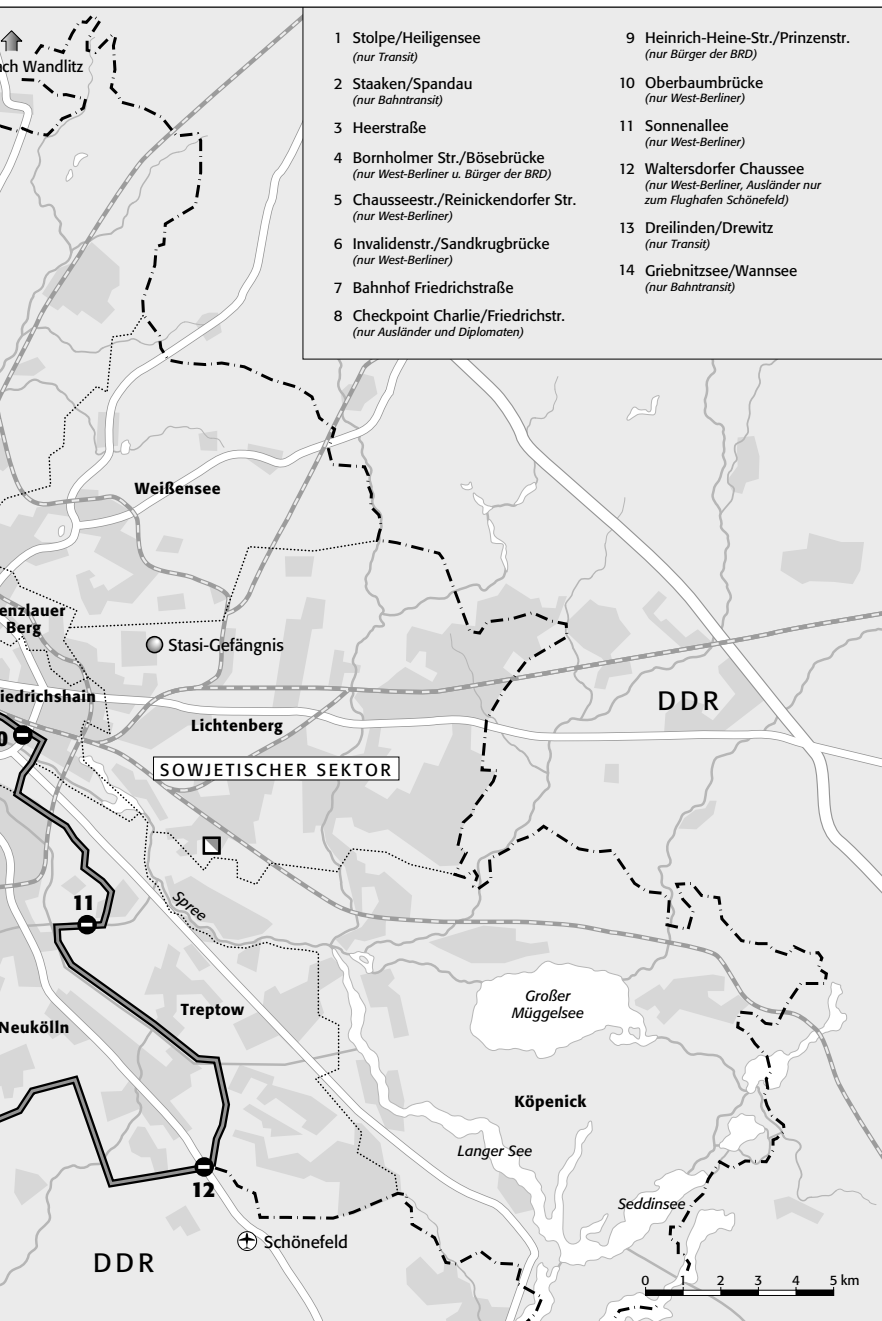 1 Stolpe/Heiligensee
(nur Transit)
2 Staaken/Spandau
(nur Bahntransit)
3 Heerstraße
4 Bornholmer Str./Bösebrücke
(nur West-Berliner u. Bürger der BRD)
5 Chausseestr./Reinickendorfer Str.
(nur West-Berliner)
6 Invalidenstr./Sandkrugbrücke
(nur West-Berliner)
7 Bahnhof Friedrichstraße
8 Checkpoint Charlie/Friedrichstr.
(nur Ausländer und Diplomaten)
9 Heinrich-Heine-Str./Prinzenstr.
(nur Bürger der BRD)
10 Oberbaumbrücke
(nur West-Berliner)
11 Sonnenallee
(nur West-Berliner)
12 Waltersdorfer Chaussee
(nur West-Berliner, Ausländer nur
zum Flughafen Schönefeld)
13 Dreilinden/Drewitz
(nur Transit)
14 Griebnitzsee/Wannsee
(nur Bahntransit)
ch Wandlitz
Weißensee
enzlauer
Berg
Stasi-Gefängnis
iedrichshain
DDR
Lichtenberg
0
SOWJETISCHER SEKTOR
11
Spree
Großer
Müggelsee
Treptow
Neukölln
Köpenick
Langer See
12
Seddinsee
Schönefeld
DDR
0 1 2 3 4 5 km